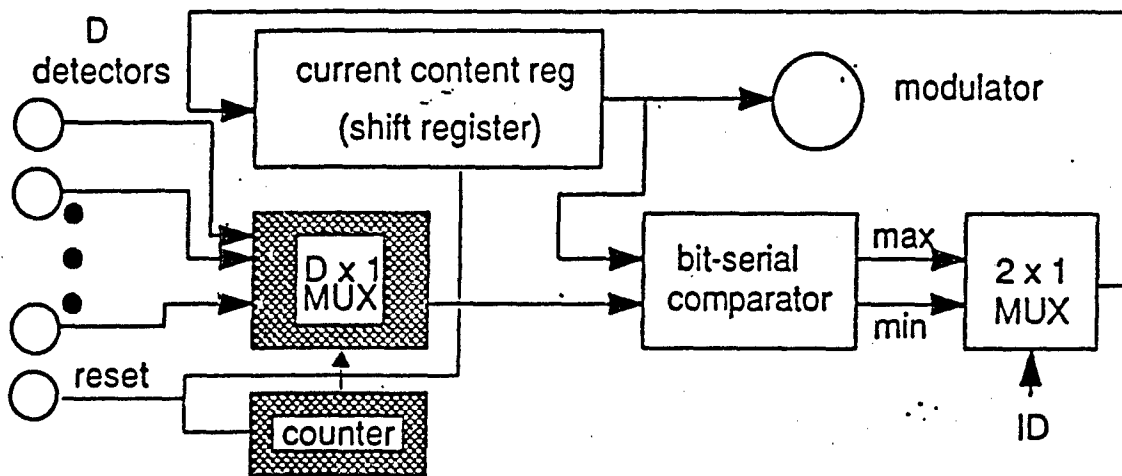 D
detectors
current content reg
(shift register)
modulator
D x 1
MUX
bit-serial
comparator
max
min
2 x 1
MUX
reset
counter
ID